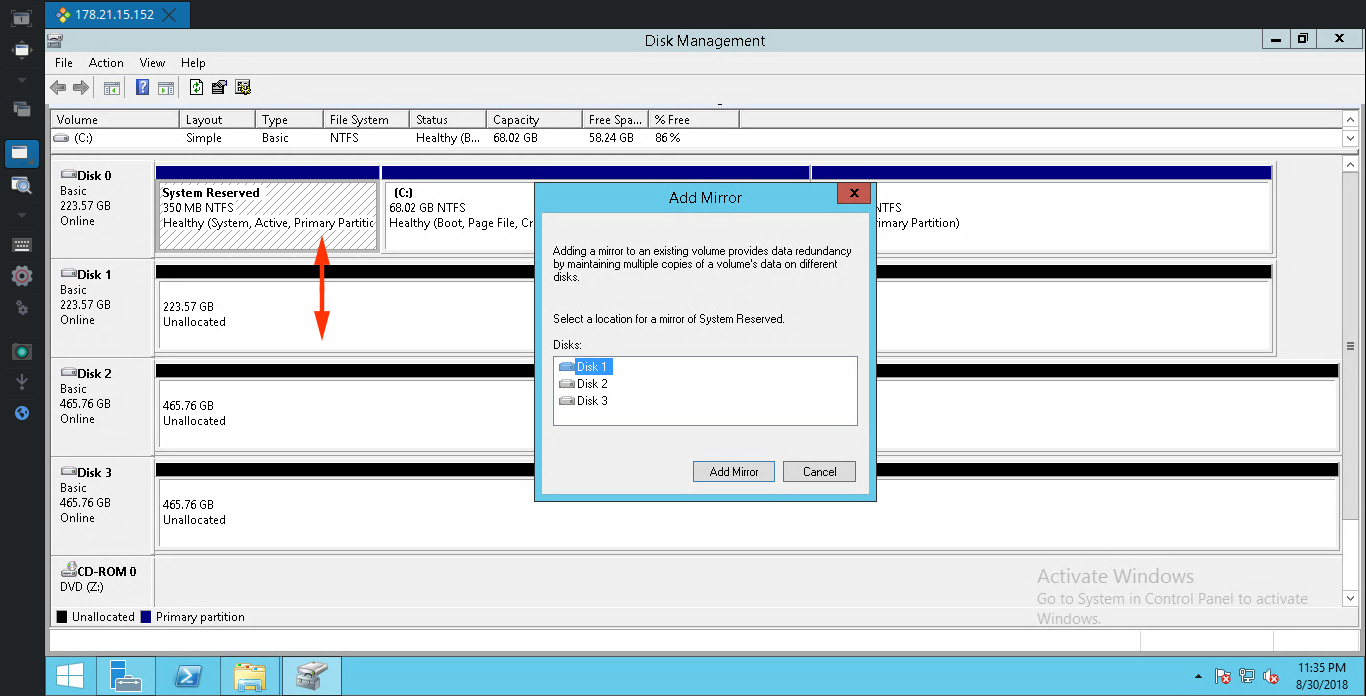 178.21.15.152
Disk Management
File Action View Help
Volume Layout Type File System Status Capacity Free Spa... % Free
(C:) Simple Basic NTFS Healthy (B... 68.02 GB 58.24 GB 86 %
Disk 0
Basic
223.57 GB
Online
System Reserved
350 MB NTFS
Healthy (System, Active, Primary Partitic
(C:)
68.02 GB NTFS
Healthy (Boot, Page File, Cr
NTFS
imary Partition)
Disk 1
Basic
223.57 GB
Online
223.57 GB
Unallocated
Disk 2
Basic
465.76 GB
Online
465.76 GB
Unallocated
Disk 3
Basic
465.76 GB
Online
465.76 GB
Unallocated
CD-ROM 0
DVD (Z:)
Unallocated Primary partition
Add Mirror
Adding a mirror to an existing volume provides data redundancy
by maintaining multiple copies of a volume's data on different
disks.
Select a location for a mirror of System Reserved.
Disks:
Disk 1
Disk 2
Disk 3
Add Mirror Cancel
Activate Windows
Go to System in Control Panel to activate
Windows.
11:35 PM
8/30/2018